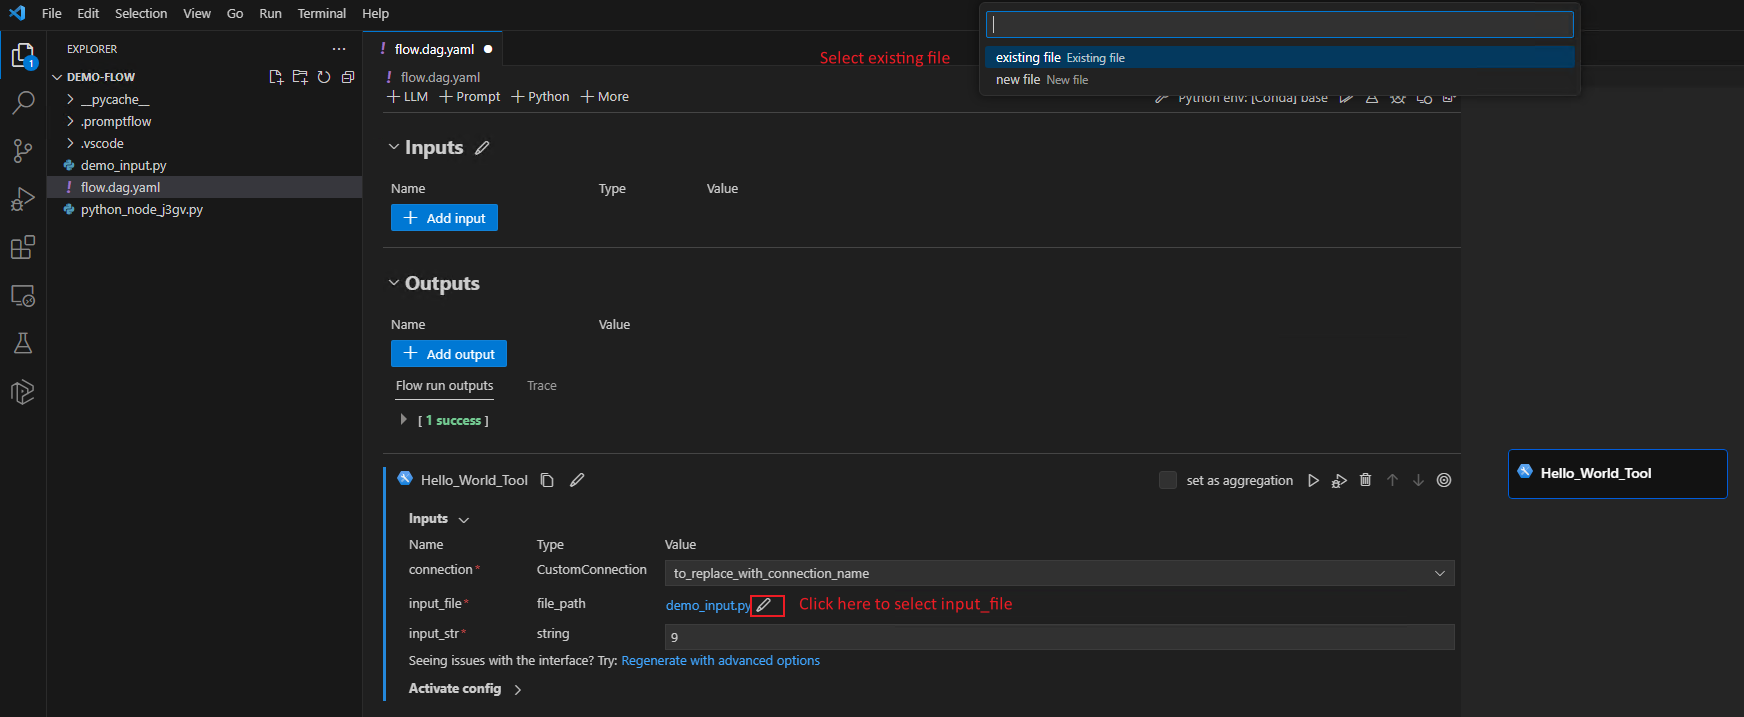 File Edit Selection View Go Run Terminal Help
EXPLORER
DEMO-FLOW
__pycache__
.promptflow
.vscode
demo_input.py
! flow.dag.yaml
python_node_j3gv.py
1
! flow.dag.yaml
Select existing file
existing file Existing file
new file New file
! flow.dag.yaml
LLM Prompt Python More
Python env: [Conda] base
Inputs
Name Type Value
Add input
Outputs
Name Value
Add output
Flow run outputs Trace
[ 1 success ]
Hello_World_Tool
set as aggregation
Inputs
Name Type Value
connection* CustomConnection to_replace_with_connection_name
input_file* file_path demo_input.py Click here to select input_file
input_str* string 9
Seeing issues with the interface? Try: Regenerate with advanced options
Activate config
Hello_World_Tool